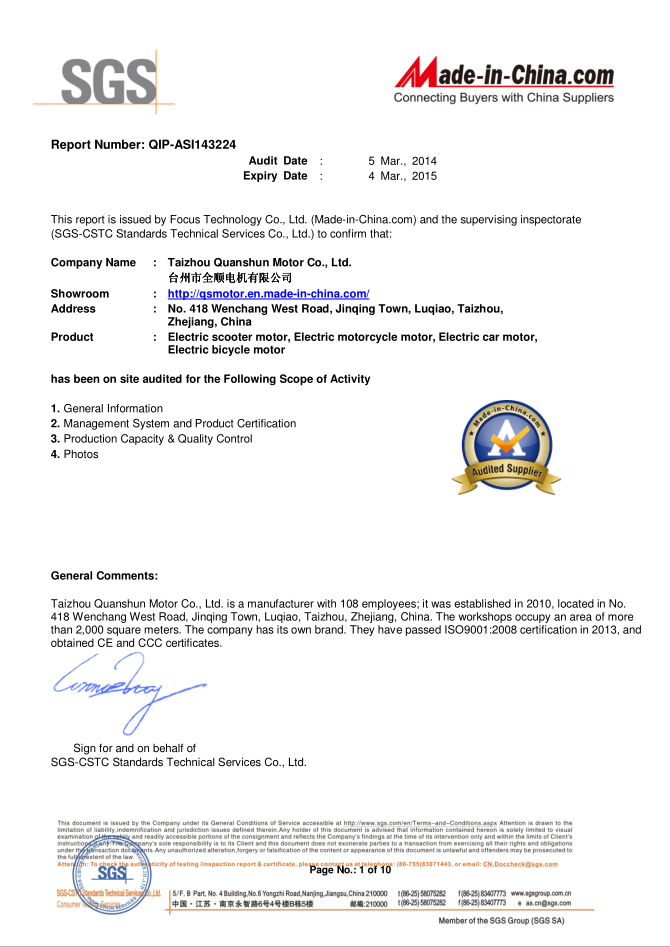 SGS
Made-in-China.com
Connecting Buyers with China Suppliers
Report Number: QIP-ASI143224
Audit Date : 5 Mar., 2014
Expiry Date : 4 Mar., 2015
This report is issued by Focus Technology Co., Ltd. (Made-in-China.com) and the supervising inspectorate
(SGS-CSTC Standards Technical Services Co., Ltd.) to confirm that:
Company Name : Taizhou Quanshun Motor Co., Ltd.
台州市全顺电机有限公司
Showroom : http://qsmotor.en.made-in-china.com/
Address : No. 418 Wenchang West Road, Jinqing Town, Luqiao, Taizhou,
Zhejiang, China
Product : Electric scooter motor, Electric motorcycle motor, Electric car motor,
Electric bicycle motor
has been on site audited for the Following Scope of Activity
1. General Information
2. Management System and Product Certification
3. Production Capacity & Quality Control
4. Photos
Made-in-China.com
Audited Supplier
General Comments:
Taizhou Quanshun Motor Co., Ltd. is a manufacturer with 108 employees; it was established in 2010, located in No.
418 Wenchang West Road, Jinqing Town, Luqiao, Taizhou, Zhejiang, China. The workshops occupy an area of more
than 2,000 square meters. The company has its own brand. They have passed ISO9001:2008 certification in 2013, and
obtained CE and CCC certificates.
Sign for and on behalf of
SGS-CSTC Standards Technical Services Co., Ltd.
This document is issued by the Company under its General Conditions of Service accessible at http://www.sgs.com/en/Terms-and-Conditions.aspx Attention is drawn to the
limitation of liability,indemnification and jurisdiction issues defined therein.Any holder of this document is advised that information contained hereon is solely limited to visual
examination of the safely and readily accessible portions of the consignment and reflects the Company's findings at the time of its intervention only and within the limits of Client's
instructions,if any.The Company's sole responsibility is to its Client and this document does not exonerate parties to a transaction from exercising all their rights and obligations
under the transaction documents.Any unauthorized alteration,forgery or falsification of the content or appearance of this document is unlawful and offenders may be prosecuted to
the fullest extent of the law.
Attention: To check the authenticity of testing /inspection report & certificate, please contact us at telephone: (86-755)83071443, or email: CN.Doccheck@sgs.com
Page No.: 1 of 10
SGS
SGS-CSTC Standards Technical Services Co.,Ltd.
Consumer Testing Services
5/F. B Part, No. 4 Building,No.6 Yongzhi Road,Nanjing,Jiangsu,China 210000 t(86-25) 58075282 f(86-25)83407773 www.sgsgroup.com.cn
中国·江苏·南京永智路6号4号楼B栋5楼 邮编:210000 t(86-25) 58075282 f(86-25)83407773 e as.cn@sgs.com
Member of the SGS Group (SGS SA)